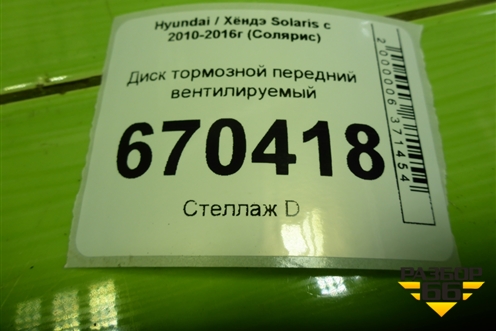 Hyundai / Хёндэ Solaris с
2010-2016г (Солярис)
Диск тормозной передний
вентилируемый
670418
Стеллаж D
2000006371454
РАЗБОР
66